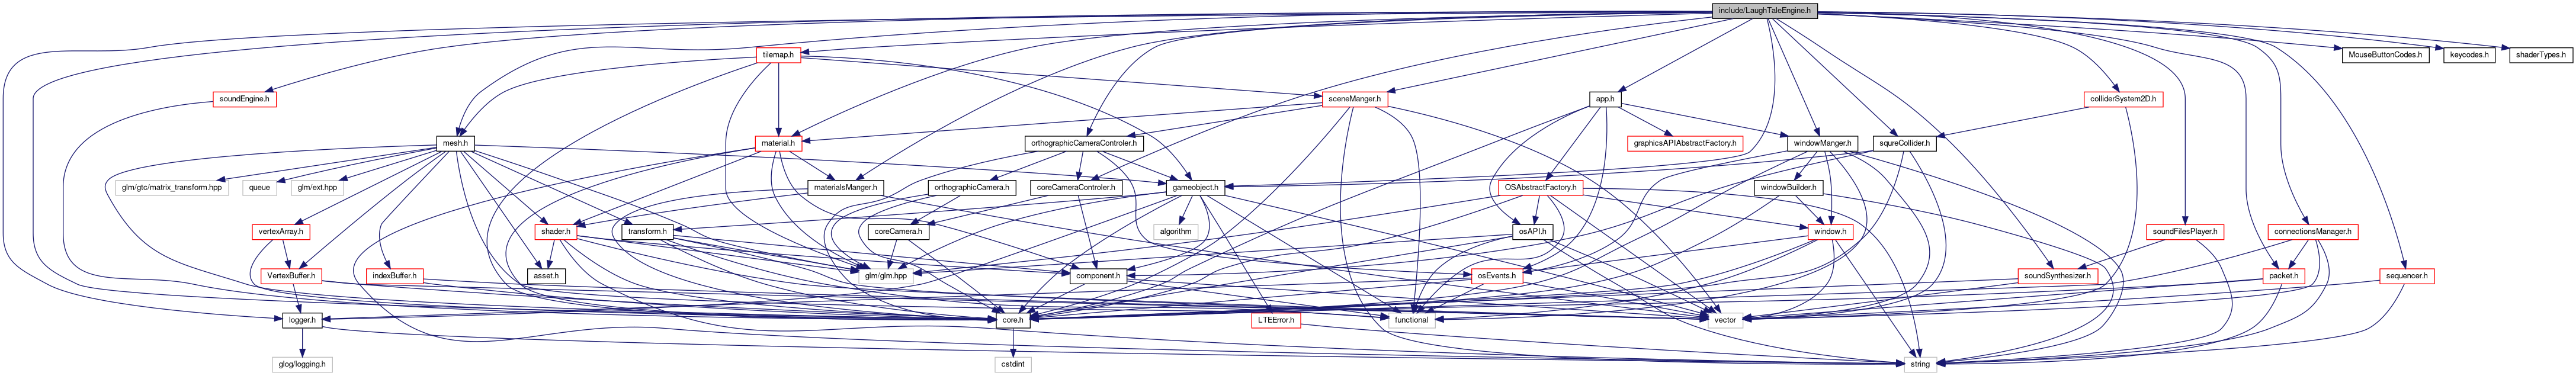 include/LaughTaleEngine.h
tilemap.h
MouseButtonCodes.h
keycodes.h
shaderTypes.h
soundEngine.h
sceneManger.h
app.h
colliderSystem2D.h
mesh.h
material.h
orthographicCameraControler.h
graphicsAPIAbstractFactory.h
windowManger.h
squreCollider.h
glm/gtc/matrix_transform.hpp
queue
glm/ext.hpp
materialsManger.h
orthographicCamera.h
coreCameraControler.h
gameobject.h
OSAbstractFactory.h
windowBuilder.h
vertexArray.h
shader.h
transform.h
coreCamera.h
algorithm
osAPI.h
window.h
soundFilesPlayer.h
connectionsManager.h
VertexBuffer.h
indexBuffer.h
asset.h
glm/glm.hpp
component.h
osEvents.h
soundSynthesizer.h
packet.h
sequencer.h
logger.h
core.h
LTEError.h
functional
vector
glog/logging.h
cstdint
string